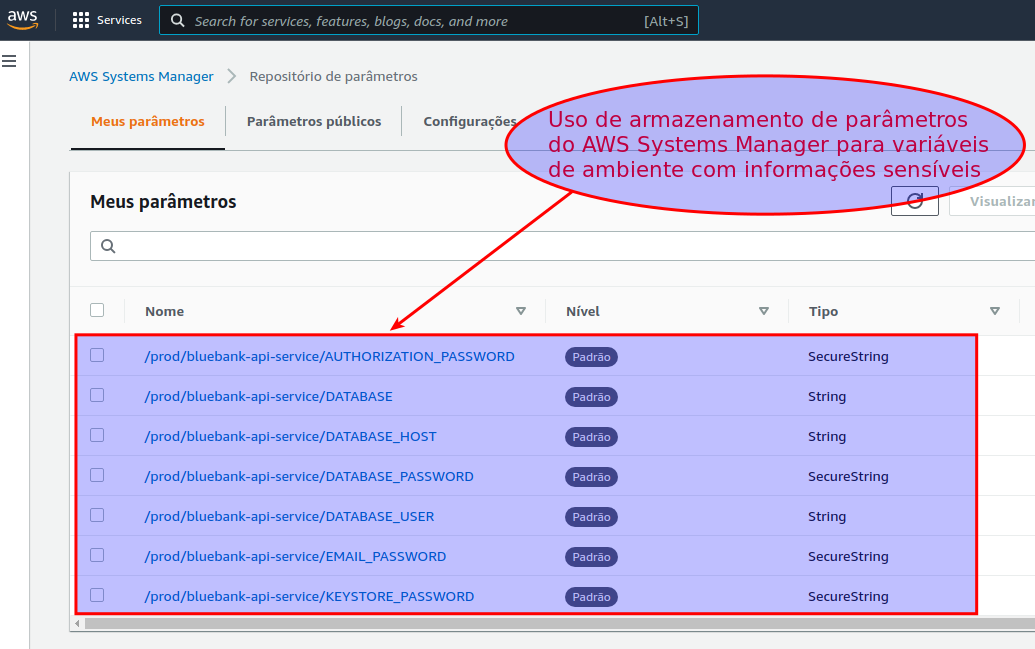 aws Services Search for services, features, blogs, docs, and more [Alt+S]
AWS Systems Manager Repositório de parâmetros
Meus parâmetros Parâmetros públicos Configurações
Uso de armazenamento de parâmetros
do AWS Systems Manager para variáveis
de ambiente com informações sensíveis
Meus parâmetros
Visualizar
Nome Nível Tipo
/prod/bluebank-api-service/AUTHORIZATION_PASSWORD Padrão SecureString
/prod/bluebank-api-service/DATABASE Padrão String
/prod/bluebank-api-service/DATABASE_HOST Padrão String
/prod/bluebank-api-service/DATABASE_PASSWORD Padrão SecureString
/prod/bluebank-api-service/DATABASE_USER Padrão String
/prod/bluebank-api-service/EMAIL_PASSWORD Padrão SecureString
/prod/bluebank-api-service/KEYSTORE_PASSWORD Padrão SecureString